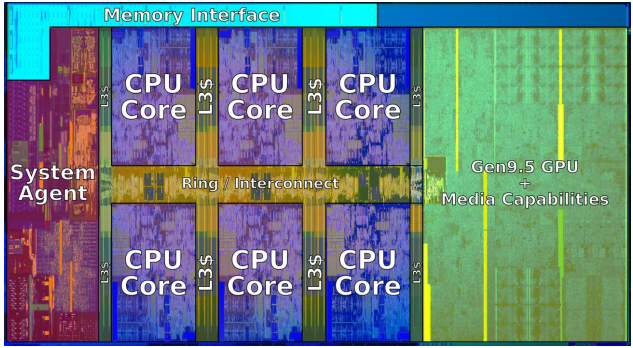 Memory Interface
L3$
CPU
Core
L3$
CPU
Core
L3$
CPU
Core
L3$
System
Agent
Ring / Interconnect
Gen9.5 GPU
+
Media Capabilities
L3$
CPU
Core
L3$
CPU
Core
L3$
CPU
Core
L3$